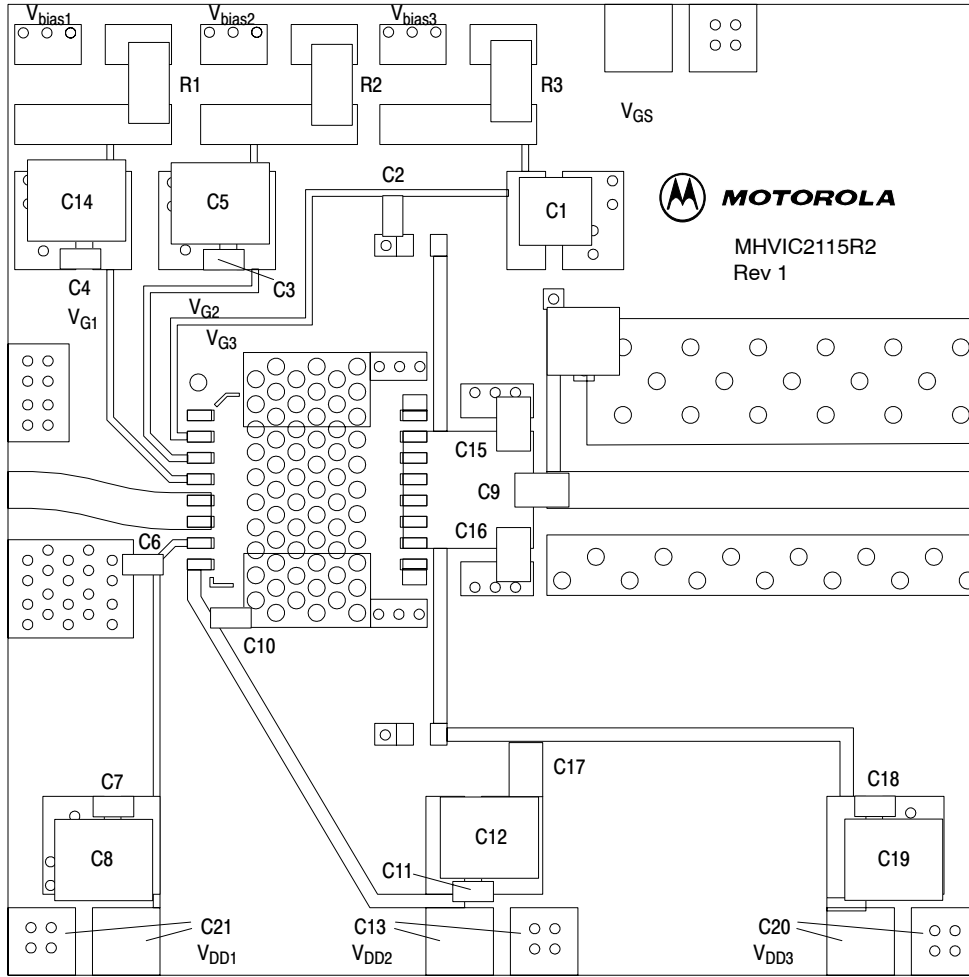 Vbias1 Vbias2 Vbias3
R1 R2 R3
VGS
C14 C5 C2 C1
MOTOROLA
MHVIC2115R2
Rev 1
C4 C3
VG1 VG2
VG3
C15
C9
C16
C6
C10
C7 C17 C18
C8 C12 C19
C11
C21 C13 C20
VDD1 VDD2 VDD3